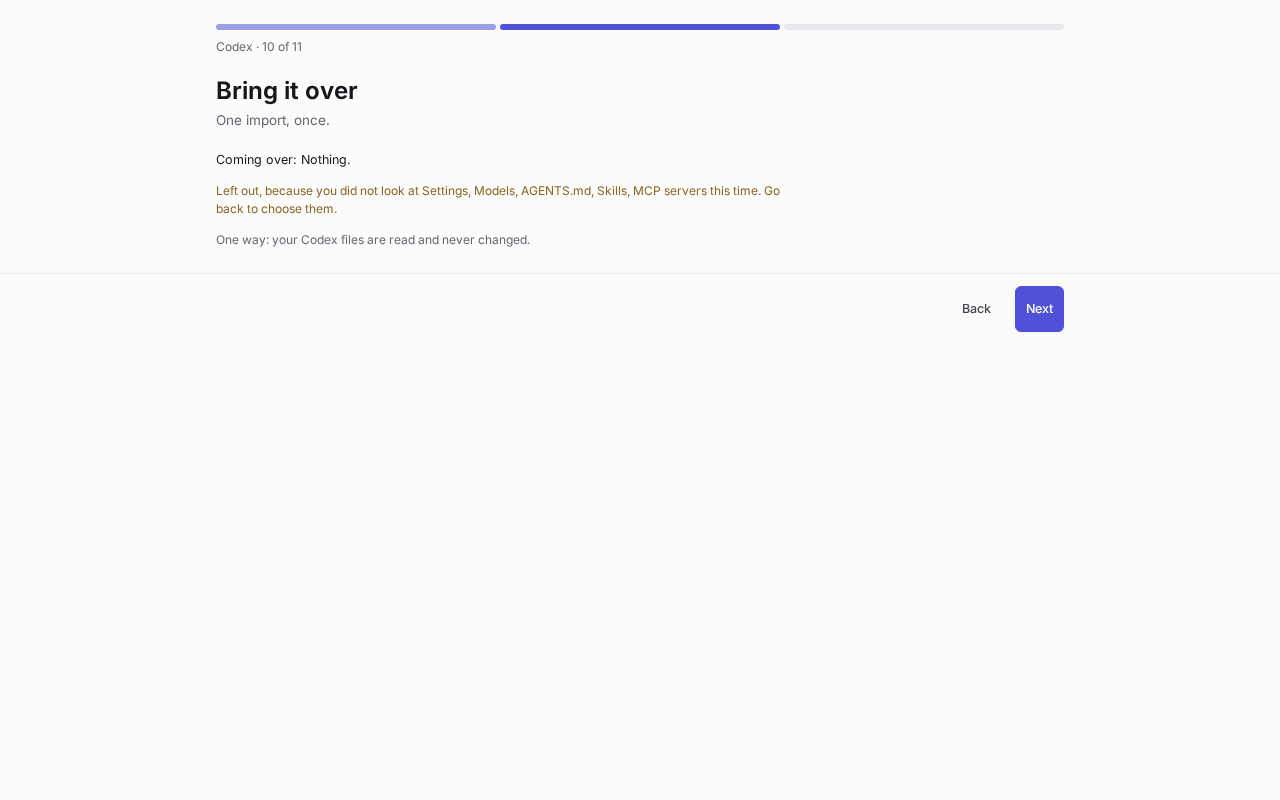 Codex · 10 of 11
Bring it over
One import, once.
Coming over: Nothing.
Left out, because you did not look at Settings, Models, AGENTS.md, Skills, MCP servers this time. Go
back to choose them.
One way: your Codex files are read and never changed.
Back
Next